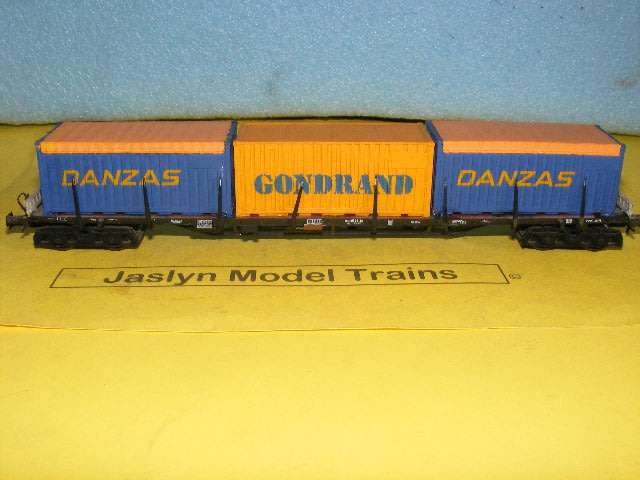 DANZAS
GONDRAND
DANZAS
Jaslyn Model Trains ©